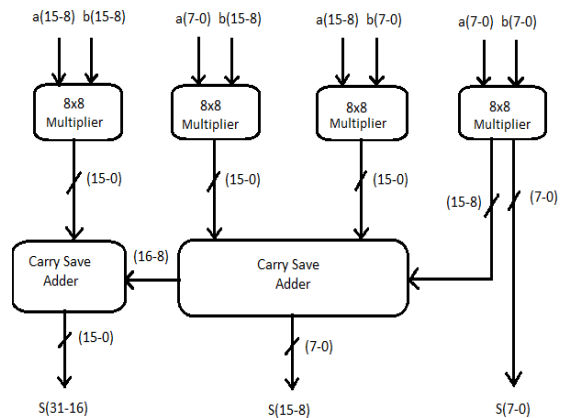 a(15-8) b(15-8) a(7-0) b(15-8) a(15-8) b(7-0) a(7-0) b(7-0)
8x8 Multiplier
8x8 Multiplier
8x8 Multiplier
8x8 Multiplier
(15-0) (15-0) (15-0) (15-8) (7-0)
Carry Save Adder
(16-8)
Carry Save Adder
(15-0) (7-0)
S(31-16) S(15-8) S(7-0)